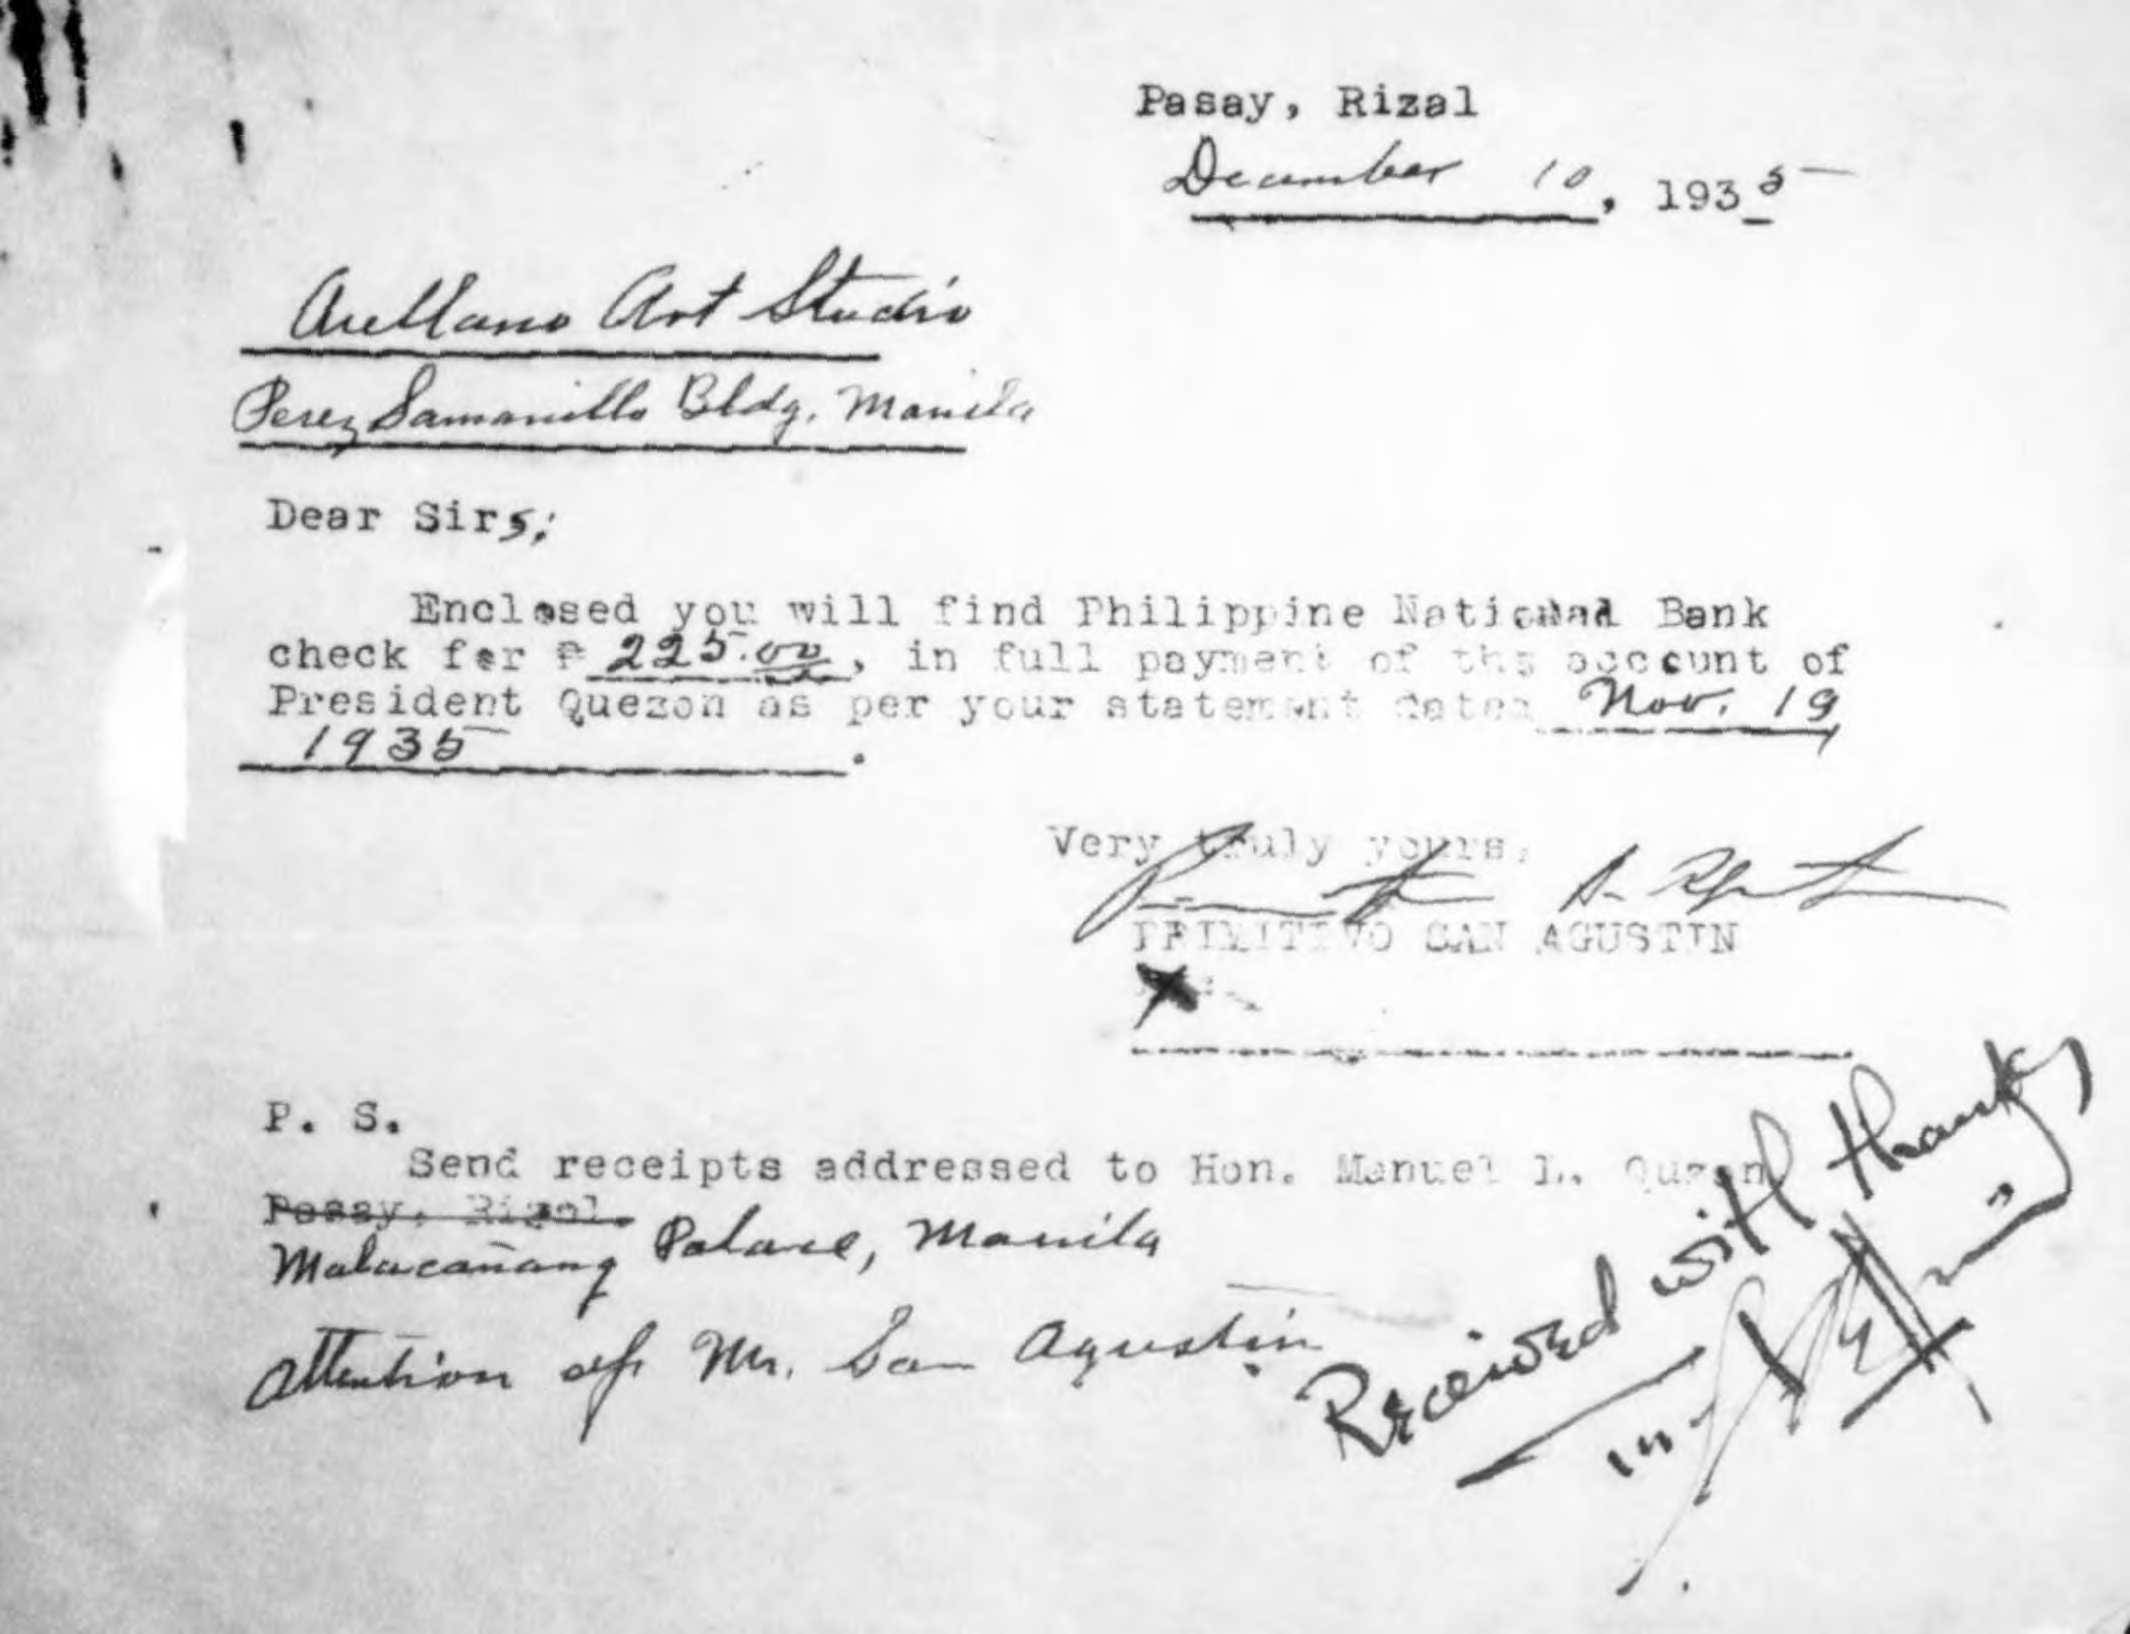 Pasay, Rizal
December 10, 1935
Arellano Art Studio
Perez Samanillo Bldg. Manila
Dear Sirs;
Enclosed you will find Philippine National Bank
check for ₱ 225.00, in full payment of the account of
President Quezon as per your statement dated Nov. 19,
1935.
Very truly yours,
PRIMITIVO SAN AGUSTIN
P. S.
Send receipts addressed to Hon. Manuel L. Quezon
Pasay, Rizal.
Malacañang Palace, Manila
Attention of Mr. San Agustin
Received with thanks